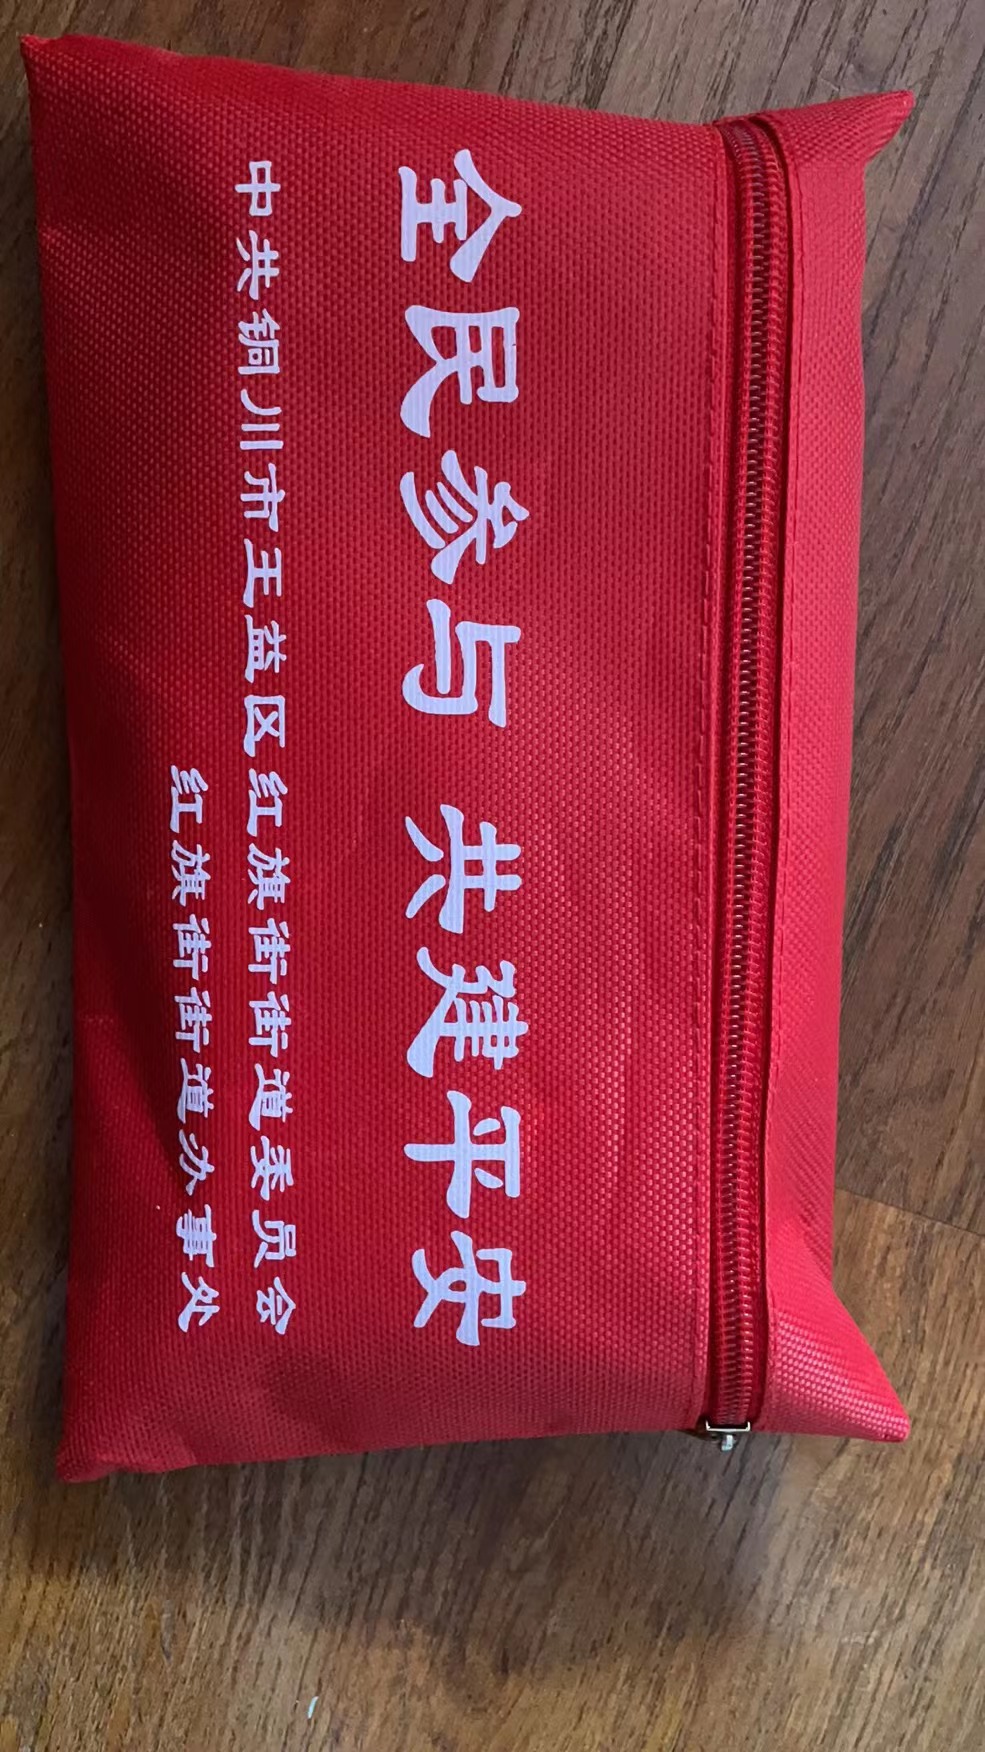 全民参与 共建平安
中共铜川市王益区红旗街街道委员会
红旗街街道办事处